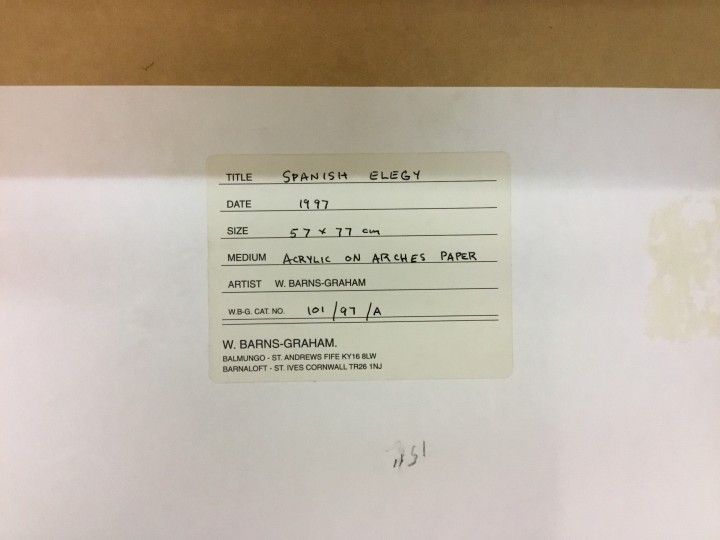 TITLE SPANISH ELEGY
DATE 1997
SIZE 57 x 77 cm
MEDIUM ACRYLIC ON ARCHES PAPER
ARTIST W. BARNS-GRAHAM
W.B-G. CAT. NO. 101/97/A
W. BARNS-GRAHAM.
BALMUNGO - ST. ANDREWS FIFE KY16 8LW
BARNALOFT - ST. IVES CORNWALL TR26 1NJ